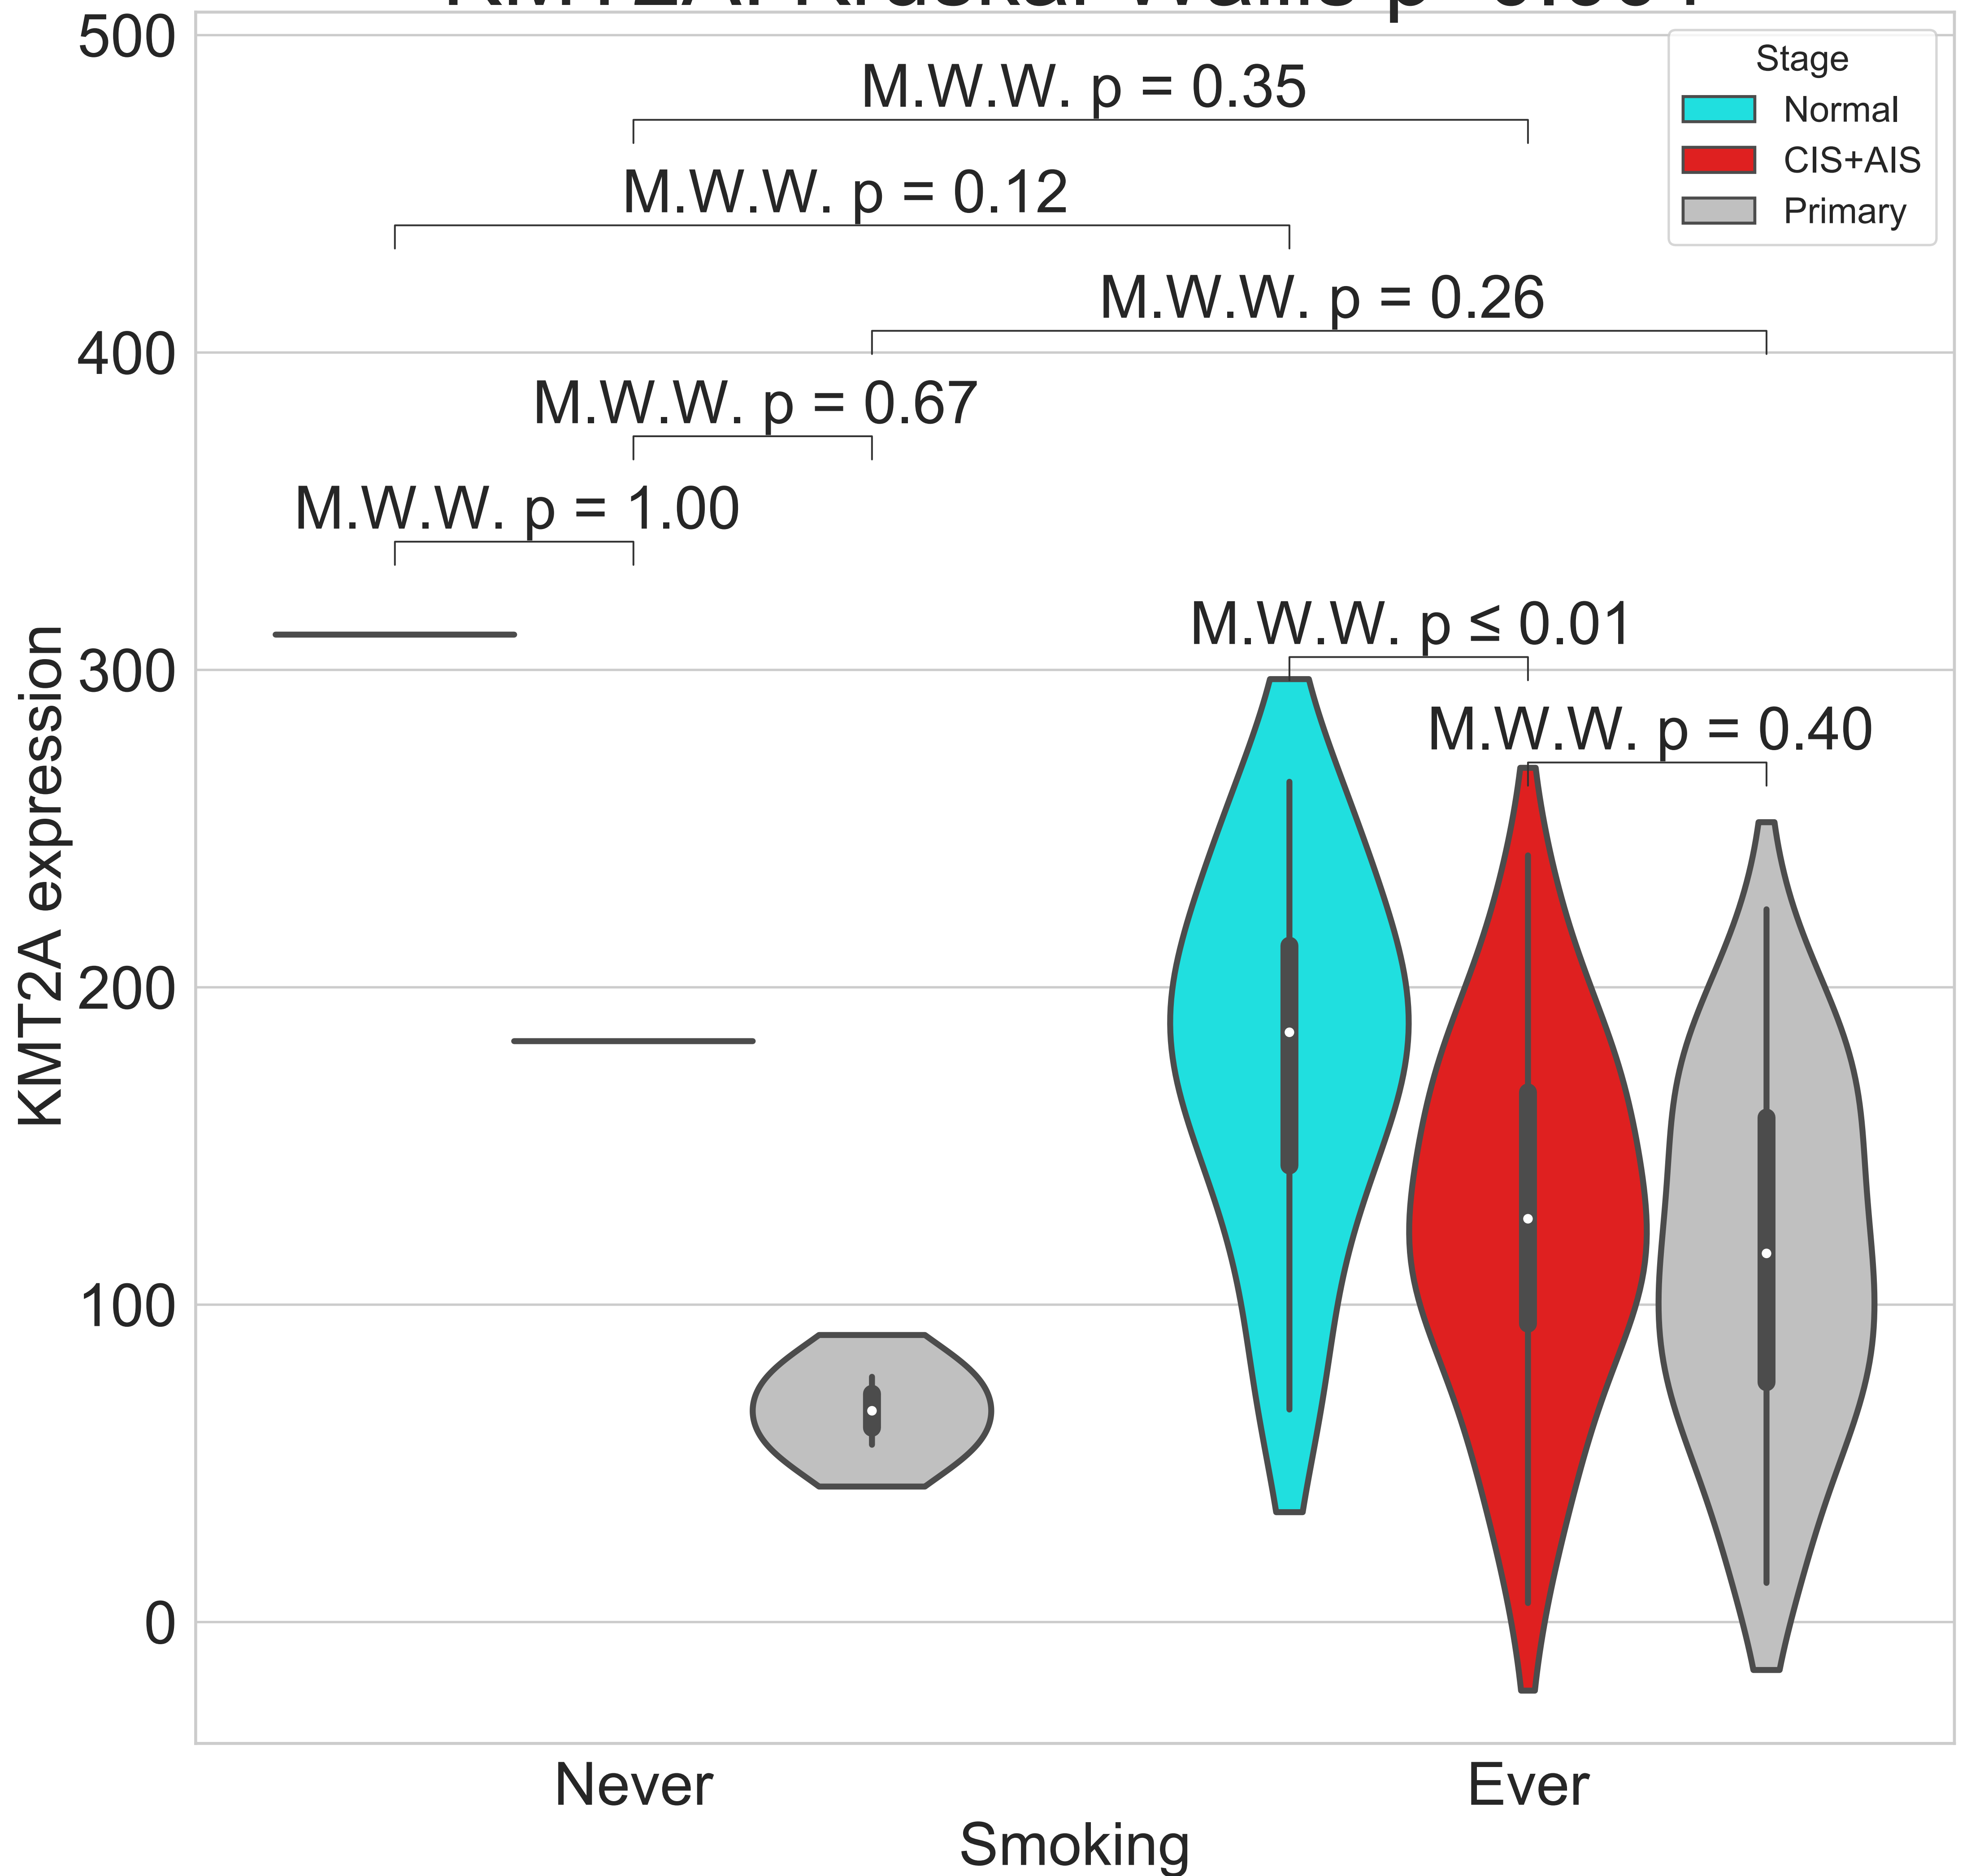 500
400
300
200
100
0
KMT2A expression
M.W.W. p = 0.35
M.W.W. p = 0.12
M.W.W. p = 0.26
M.W.W. p = 0.67
M.W.W. p = 1.00
M.W.W. p ≤ 0.01
M.W.W. p = 0.40
Stage
Normal
CIS+AIS
Primary
Never
Ever
Smoking